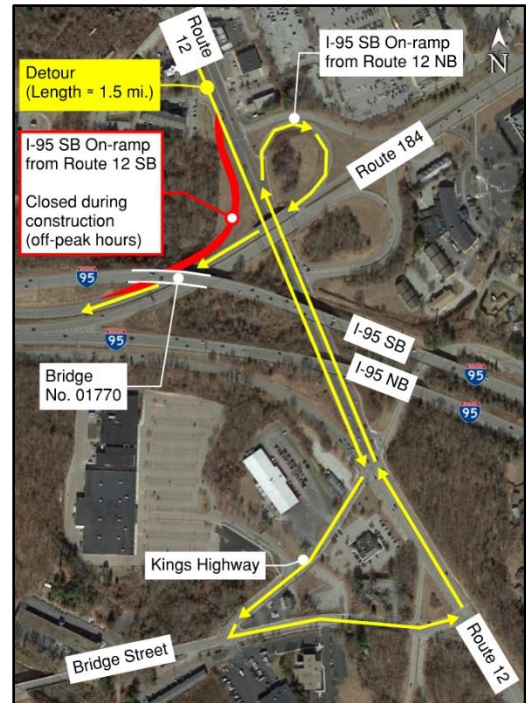 Route
12
I-95 SB On-ramp
from Route 12 NB
N
Detour
(Length ≈ 1.5 mi.)
I-95 SB On-ramp
from Route 12 SB
Closed during
construction
(off-peak hours)
Route 184
95
95
I-95 SB
I-95 NB
95
95
Bridge
No. 01770
Kings Highway
Bridge Street
Route 12